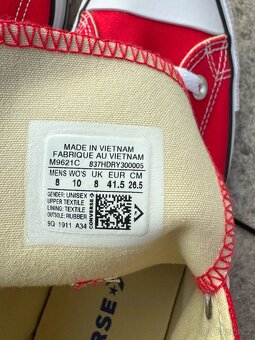 MADE IN VIETNAM
FABRIQUE AU VIETNAM
M9621C 837HDRY300005
MENS WO'S UK EUR CM
8 10 8 41.5 26.5
GENDER: UNISEX
UPPER: TEXTILE
LINING: TEXTILE
OUTSOLE: RUBBER
9Q 1911 A34
CONVERSE
ERSE